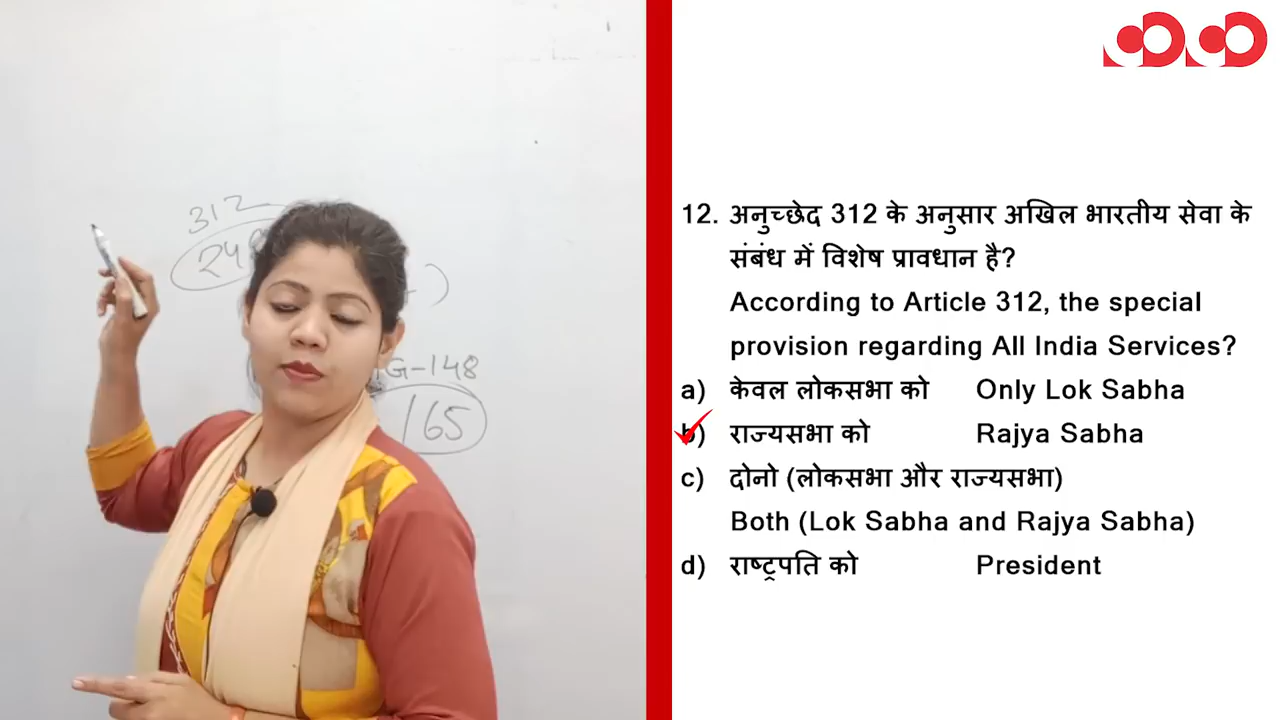 312
248
G-148
165
12. अनुच्छेद 312 के अनुसार अखिल भारतीय सेवा के
संबंध में विशेष प्रावधान है?
According to Article 312, the special
provision regarding All India Services?
a) केवल लोकसभा को Only Lok Sabha
b) राज्यसभा को Rajya Sabha
c) दोनो (लोकसभा और राज्यसभा)
Both (Lok Sabha and Rajya Sabha)
d) राष्ट्रपति को President